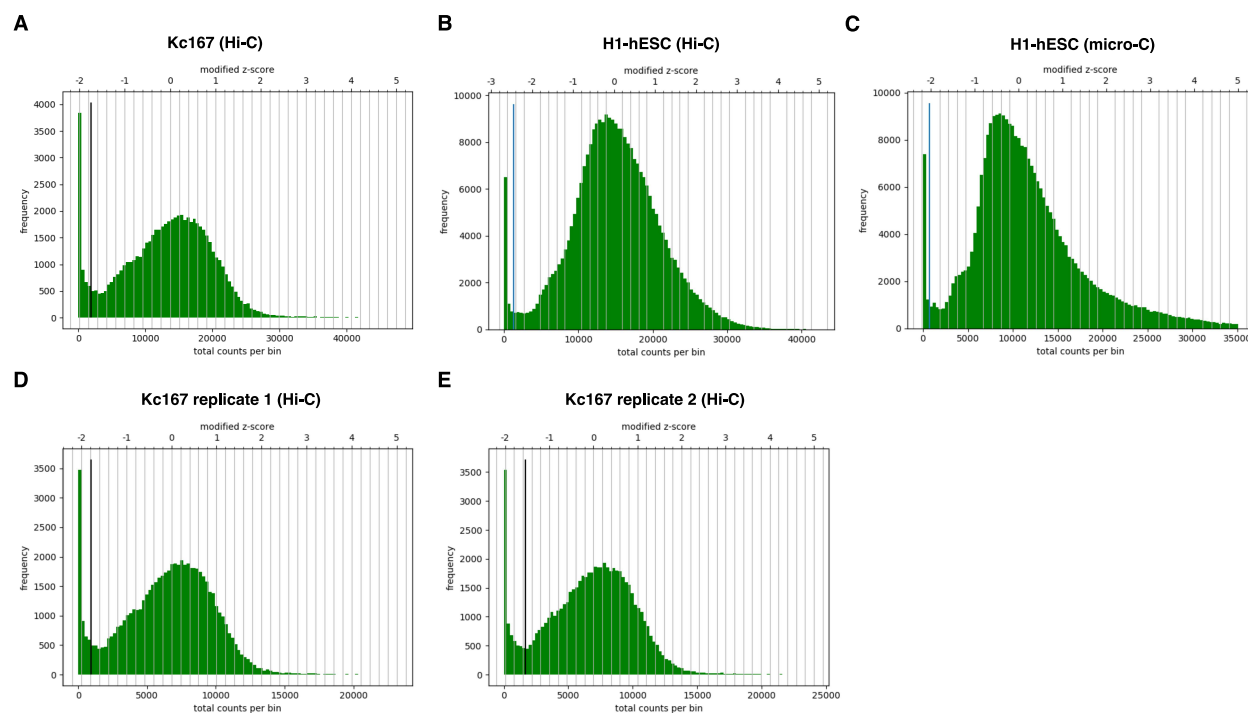 A
Kc167 (Hi-C)
modified z-score
-2 -1 0 1 2 3 4 5
4000
3500
3000
2500
2000
1500
1000
500
0
frequency
0 10000 20000 30000 40000
total counts per bin
B
H1-hESC (Hi-C)
modified z-score
-3 -2 -1 0 1 2 3 4 5
10000
8000
6000
4000
2000
0
frequency
0 10000 20000 30000 40000
total counts per bin
C
H1-hESC (micro-C)
modified z-score
-2 -1 0 1 2 3 4 5
10000
8000
6000
4000
2000
0
frequency
0 5000 10000 15000 20000 25000 30000 35000
total counts per bin
D
Kc167 replicate 1 (Hi-C)
modified z-score
-2 -1 0 1 2 3 4 5
3500
3000
2500
2000
1500
1000
500
0
frequency
0 5000 10000 15000 20000
total counts per bin
E
Kc167 replicate 2 (Hi-C)
modified z-score
-2 -1 0 1 2 3 4 5
3500
3000
2500
2000
1500
1000
500
0
frequency
0 5000 10000 15000 20000 25000
total counts per bin